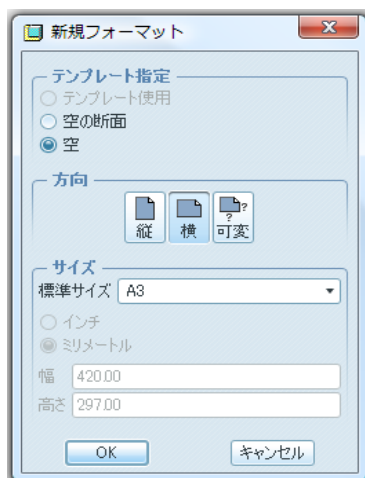 新規フォーマット
テンプレート指定
テンプレート使用
空の断面
空
方向
縦 横 ?? 可変
サイズ
標準サイズ A3
インチ
ミリメートル
幅 420.00
高さ 297.00
OK キャンセル